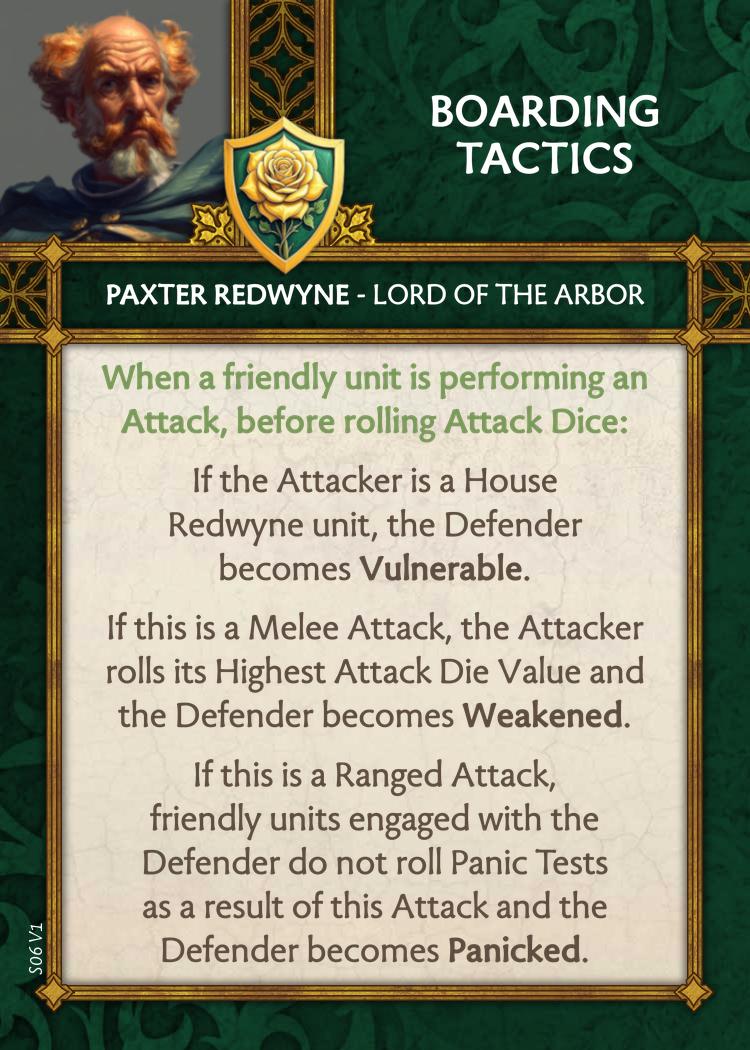 BOARDING
TACTICS
PAXTER REDWYNE - LORD OF THE ARBOR
When a friendly unit is performing an
Attack, before rolling Attack Dice:
If the Attacker is a House
Redwyne unit, the Defender
becomes Vulnerable.
If this is a Melee Attack, the Attacker
rolls its Highest Attack Die Value and
the Defender becomes Weakened.
If this is a Ranged Attack,
friendly units engaged with the
Defender do not roll Panic Tests
as a result of this Attack and the
Defender becomes Panicked.
S06 V1